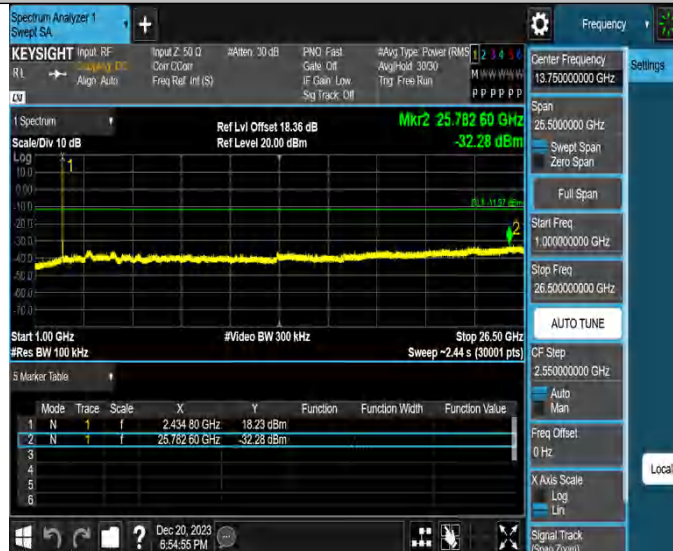 Spectrum Analyzer 1
Swept SA
+
Frequency
KEYSIGHT Input: RF
RL
Coupling: DC
Align: Auto
Input Z: 50 Ω
Corr CCorr
Freq Ref: Int (S)
#Atten: 30 dB
PNO: Fast
Gate: Off
IF Gain: Low
Sig Track: Off
#Avg Type: Power (RMS
Avg|Hold: 30/30
Trig: Free Run
1 2 3 4 5 6
M W W W W W
P P P P P P
LXI
1 Spectrum
Scale/Div 10 dB
Ref Lvl Offset 18.36 dB
Ref Level 20.00 dBm
Mkr2 25.782 60 GHz
-32.28 dBm
Log
10.0
0.00
-10.0
-20.0
-30.0
-40.0
-50.0
-60.0
-70.0
1
DL1 -11.97 dBm
2
Start 1.00 GHz
#Res BW 100 kHz
#Video BW 300 kHz
Stop 26.50 GHz
Sweep ~2.44 s (30001 pts)
5 Marker Table
Mode Trace Scale X Y Function Function Width Function Value
1 N 1 f 2.434 80 GHz 18.23 dBm
2 N 1 f 25.782 60 GHz -32.28 dBm
3
4
5
6
Center Frequency
13.750000000 GHz
Settings
Span
25.5000000 GHz
Swept Span
Zero Span
Full Span
Start Freq
1.000000000 GHz
Stop Freq
26.500000000 GHz
AUTO TUNE
CF Step
2.550000000 GHz
Auto
Man
Freq Offset
0 Hz
Local
X Axis Scale
Log
Lin
Signal Track
(Span Zoom)
?
Dec 20, 2023
6:54:55 PM